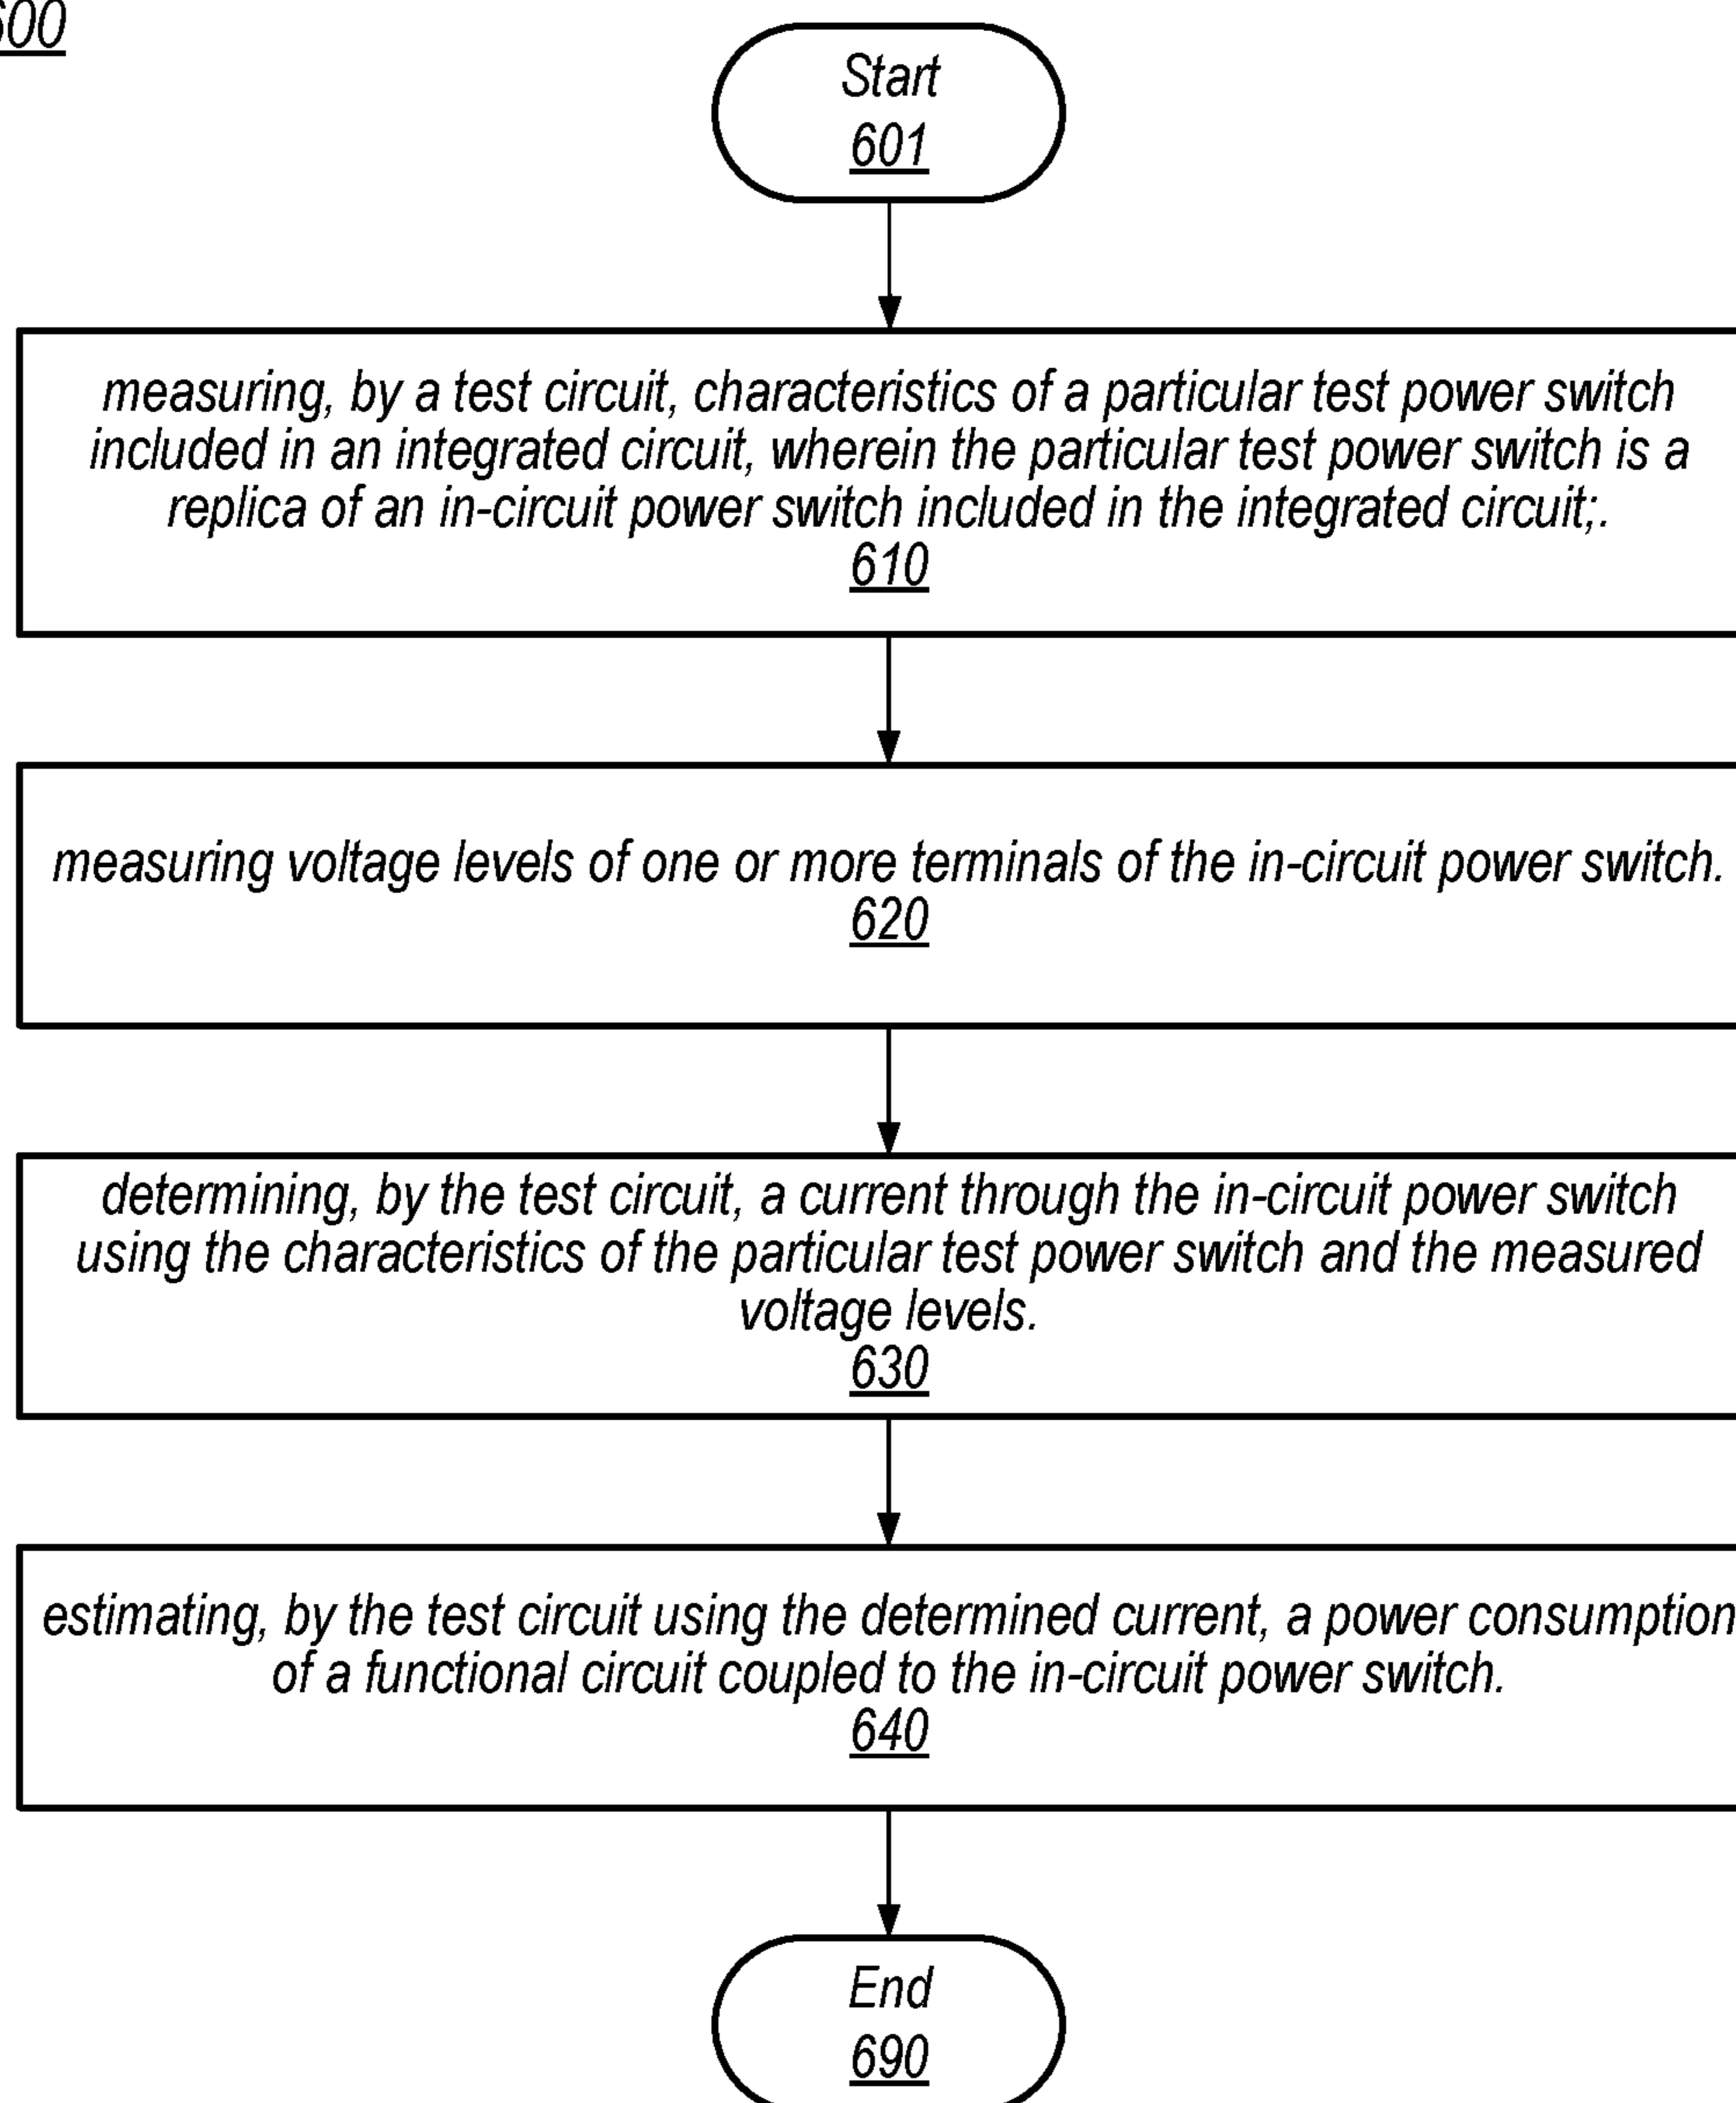 600
Start
601
measuring, by a test circuit, characteristics of a particular test power switch
included in an integrated circuit, wherein the particular test power switch is a
replica of an in-circuit power switch included in the integrated circuit;.
610
measuring voltage levels of one or more terminals of the in-circuit power switch.
620
determining, by the test circuit, a current through the in-circuit power switch
using the characteristics of the particular test power switch and the measured
voltage levels.
630
estimating, by the test circuit using the determined current, a power consumption
of a functional circuit coupled to the in-circuit power switch.
640
End
690